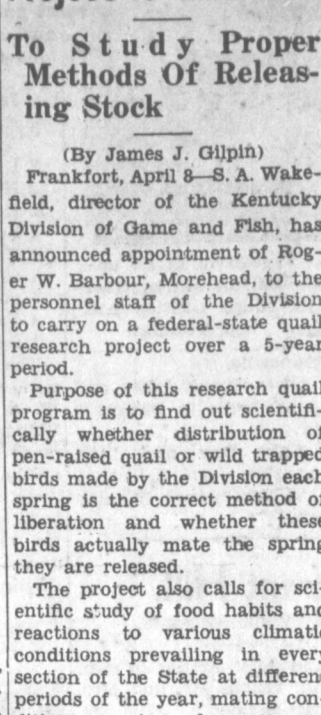 To Study Proper
Methods Of Releas-
ing Stock
(By James J. Gilpin)
Frankfort, April 8—S. A. Wake-
field, director of the Kentucky
Division of Game and Fish, has
announced appointment of Rog-
er W. Barbour, Morehead, to the
personnel staff of the Division
to carry on a federal-state quail
research project over a 5-year
period.
Purpose of this research quail
program is to find out scientifi-
cally whether distribution of
pen-raised quail or wild trapped
birds made by the Division each
spring is the correct method of
liberation and whether these
birds actually mate the spring
they are released.
The project also calls for sci-
entific study of food habits and
reactions to various climatic
conditions prevailing in every
section of the State at different
periods of the year, mating con-